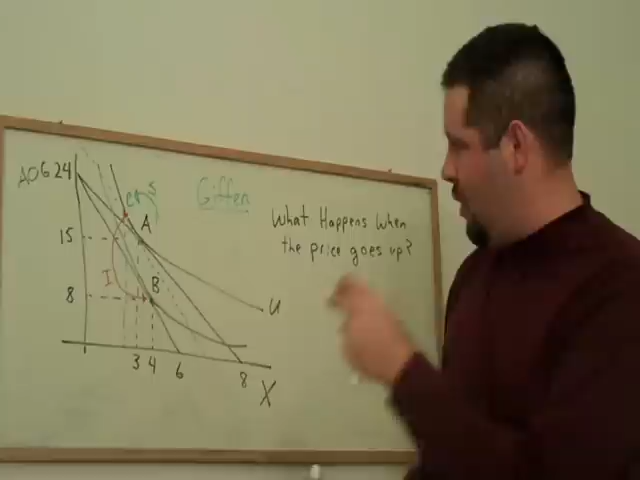 AOG 24
C
S
Giffen
A
What Happens when
the price goes up?
15
I
B
8
U
3 4 6 8
X